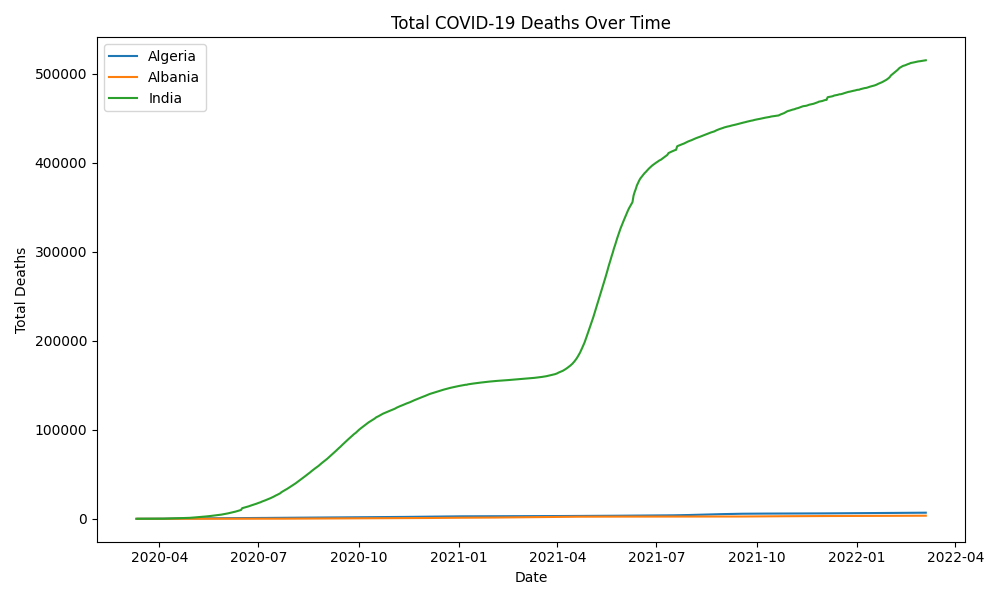 Total COVID-19 Deaths Over Time
Algeria
Albania
India
Total Deaths
500000
400000
300000
200000
100000
0
2020-04 2020-07 2020-10 2021-01 2021-04 2021-07 2021-10 2022-01 2022-04
Date